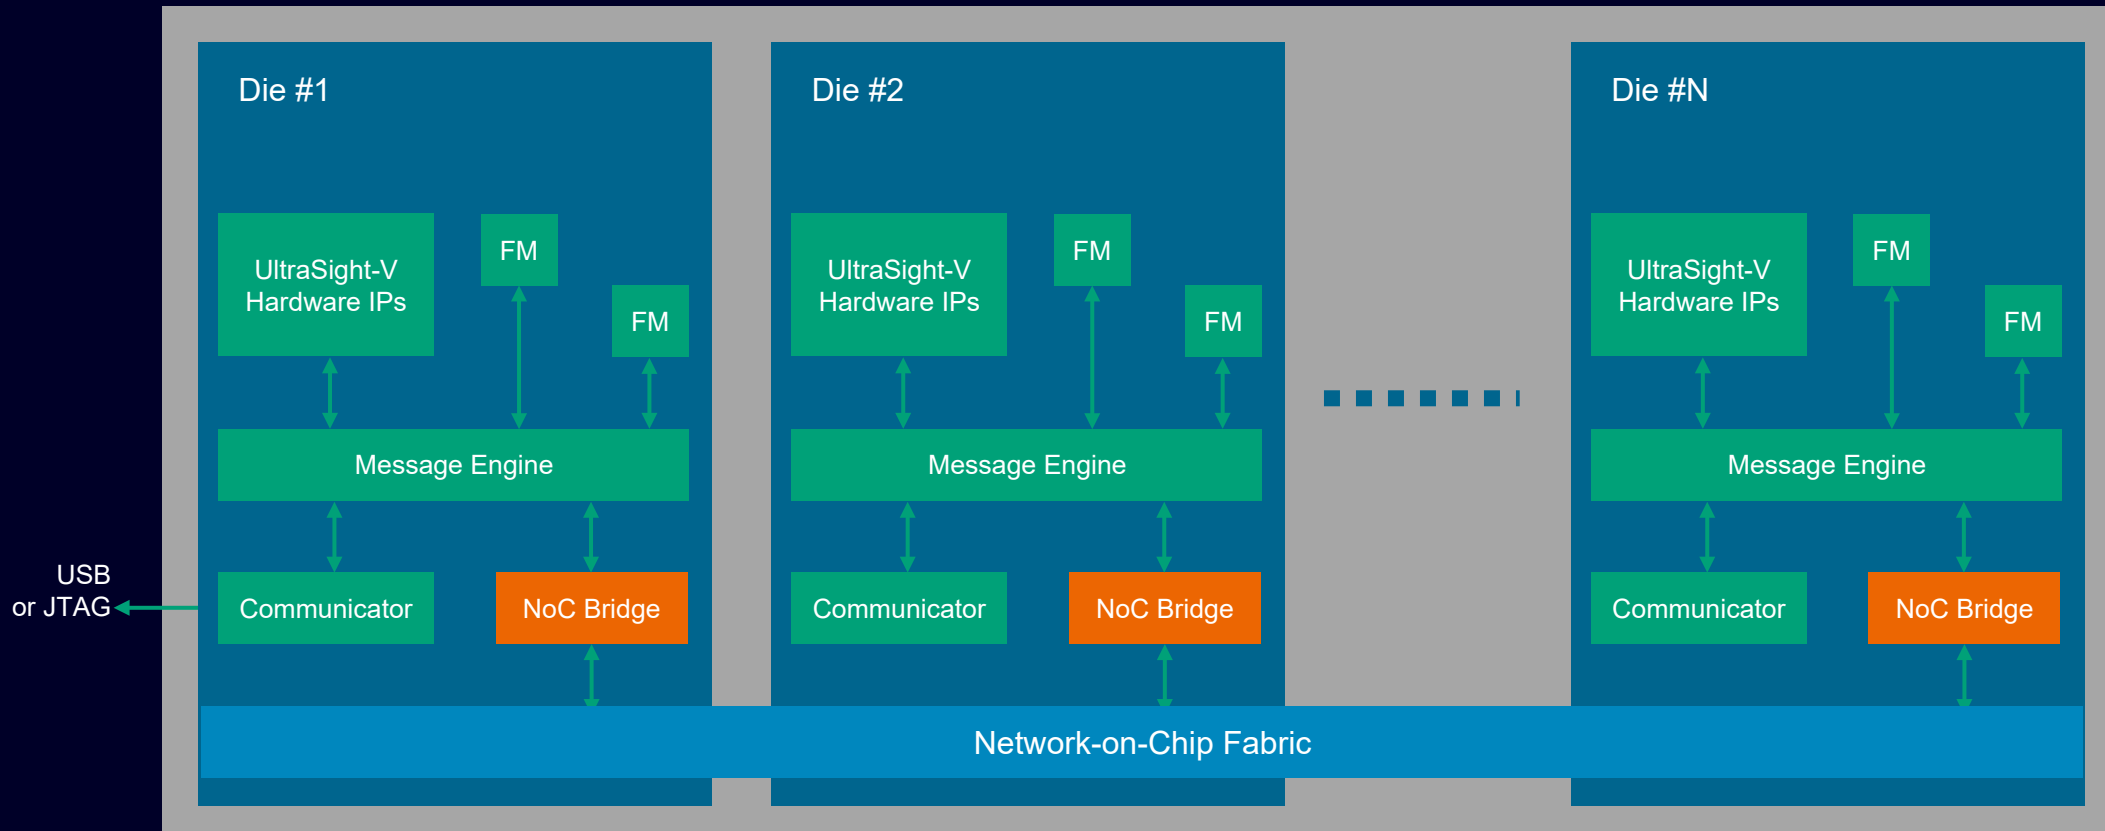 Die #1
UltraSight-V
Hardware IPs
FM
FM
Message Engine
Communicator
NoC Bridge
USB
or JTAG
Die #2
UltraSight-V
Hardware IPs
FM
FM
Message Engine
Communicator
NoC Bridge
Die #N
UltraSight-V
Hardware IPs
FM
FM
Message Engine
Communicator
NoC Bridge
Network-on-Chip Fabric